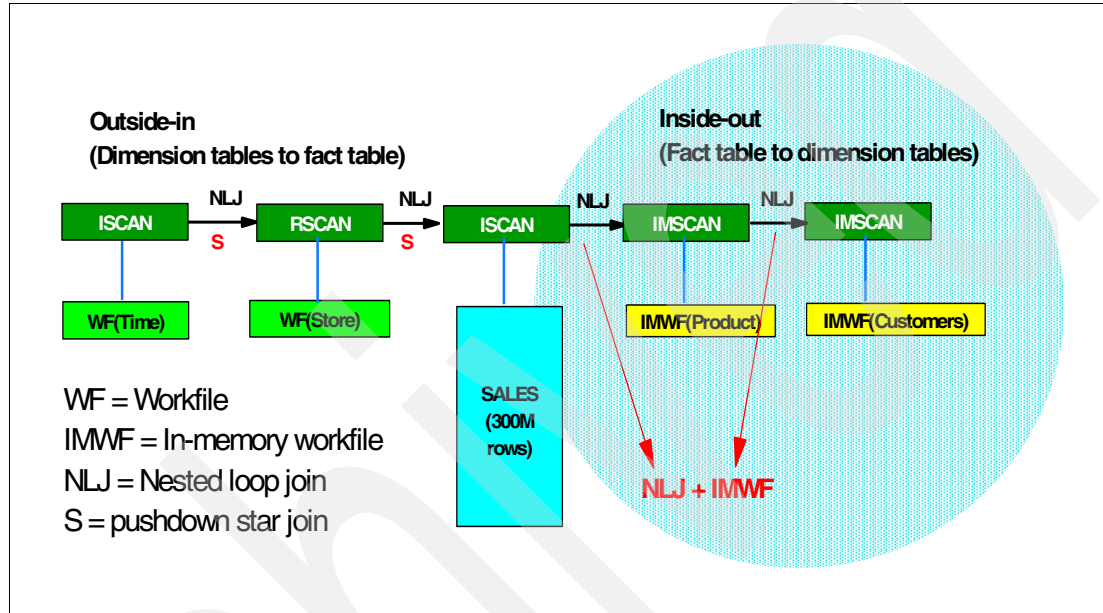 Outside-in
(Dimension tables to fact table)
Inside-out
(Fact table to dimension tables)
NLJ
NLJ
NLJ
NLJ
ISCAN
RSCAN
ISCAN
IMSCAN
IMSCAN
S
S
WF(Time)
WF(Store)
IMWF(Product)
IMWF(Customers)
SALES
(300M
rows)
WF = Workfile
IMWF = In-memory workfile
NLJ = Nested loop join
S = pushdown star join
NLJ + IMWF